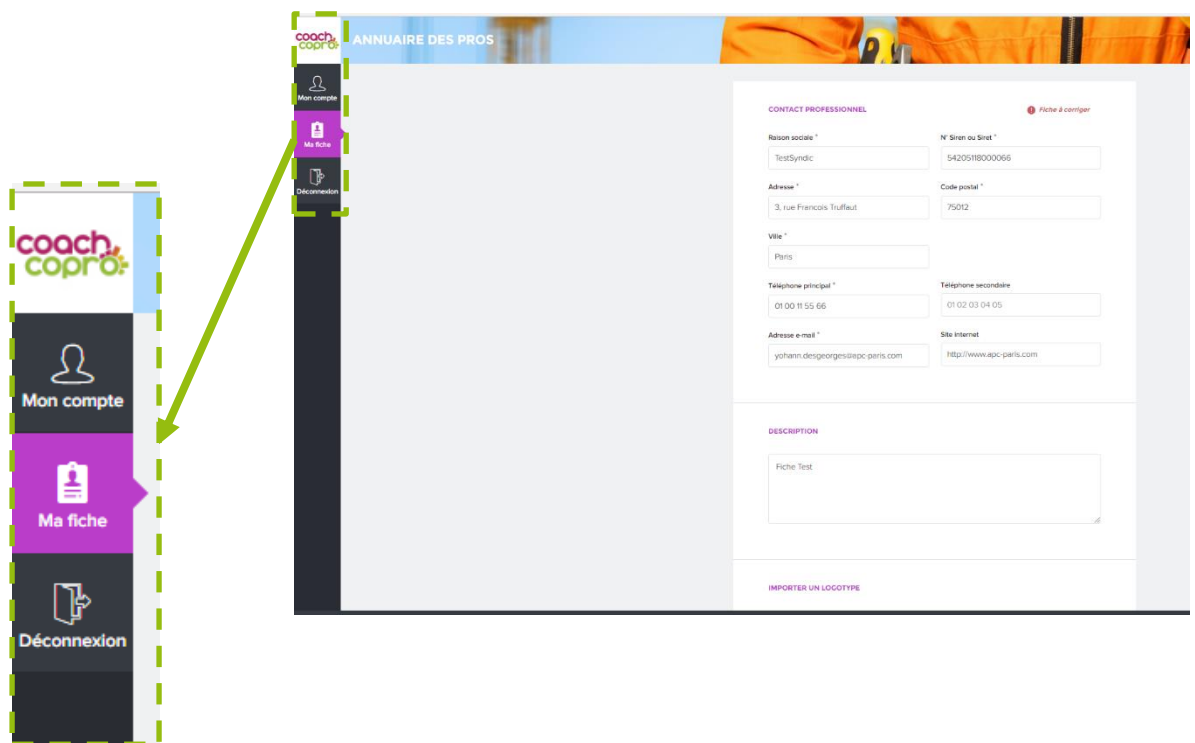 coach
copro
ANNUAIRE DES PROS
Mon compte
Ma fiche
Déconnexion
CONTACT PROFESSIONNEL
Fiche à corriger
Raison sociale *
N° Siren ou Siret *
TestSyndic
54205118000066
Adresse *
Code postal *
3, rue Francois Truffaut
75012
Ville *
Paris
Téléphone principal *
Téléphone secondaire
01 00 11 55 66
01 02 03 04 05
Adresse e-mail *
Site internet
yohann.desgeorges@apc-paris.com
http://www.apc-paris.com
DESCRIPTION
Fiche Test
IMPORTER UN LOGOTYPE
coach
copro
Mon compte
Ma fiche
Déconnexion